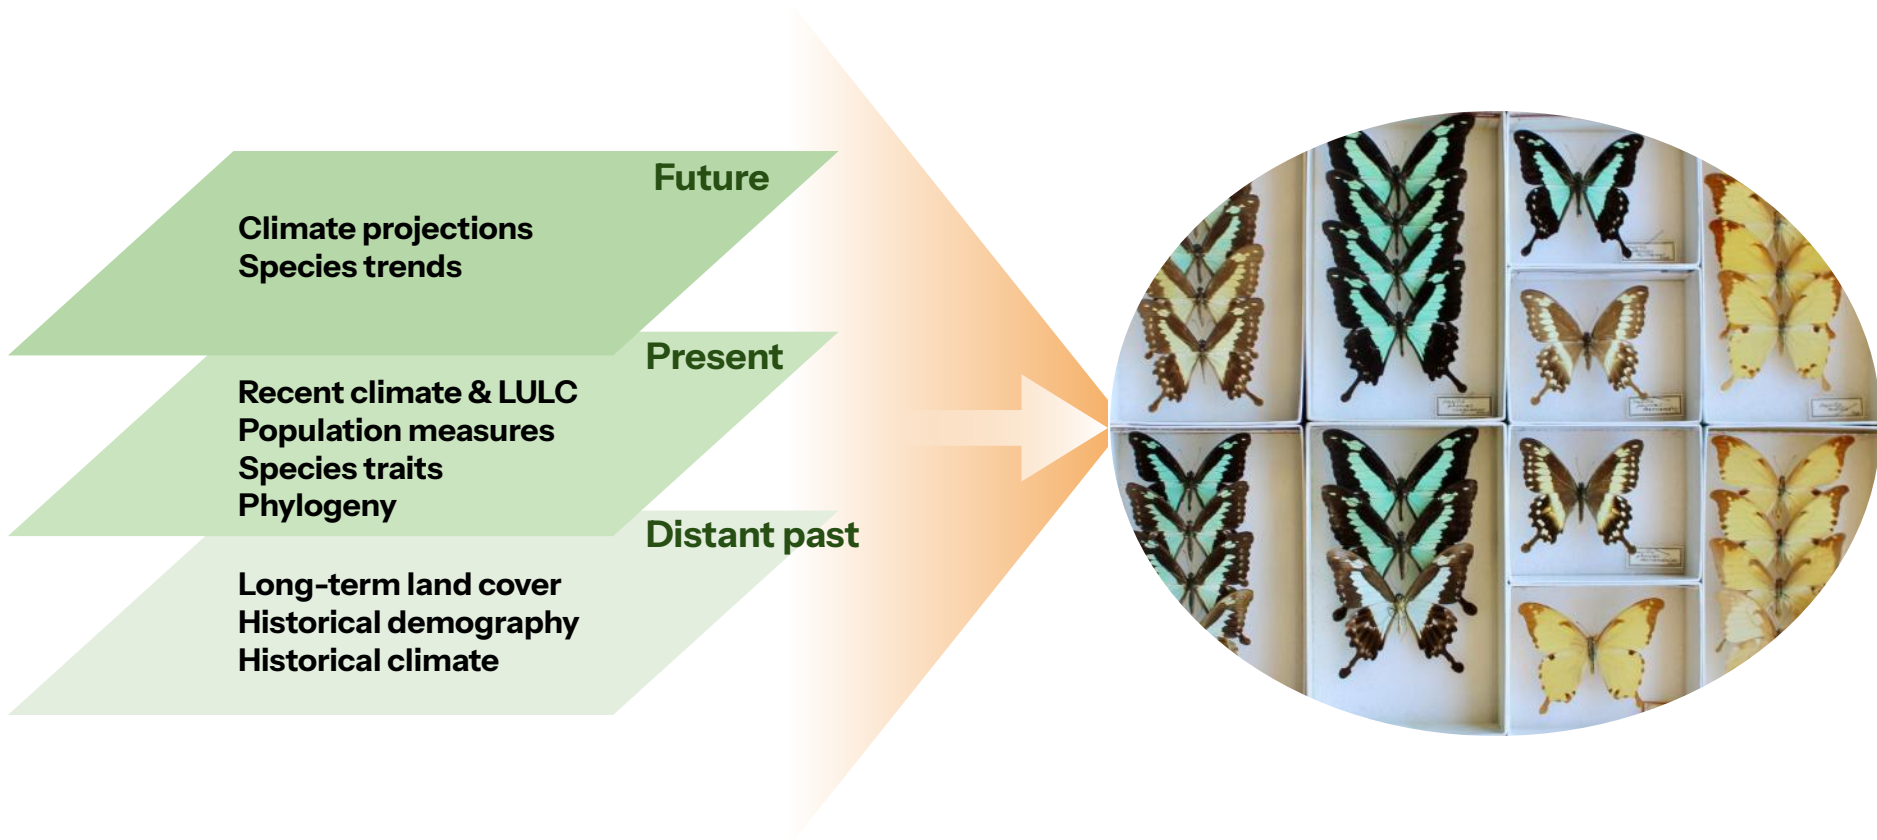 Future
Climate projections
Species trends
Present
Recent climate & LULC
Population measures
Species traits
Phylogeny
Distant past
Long-term land cover
Historical demography
Historical climate